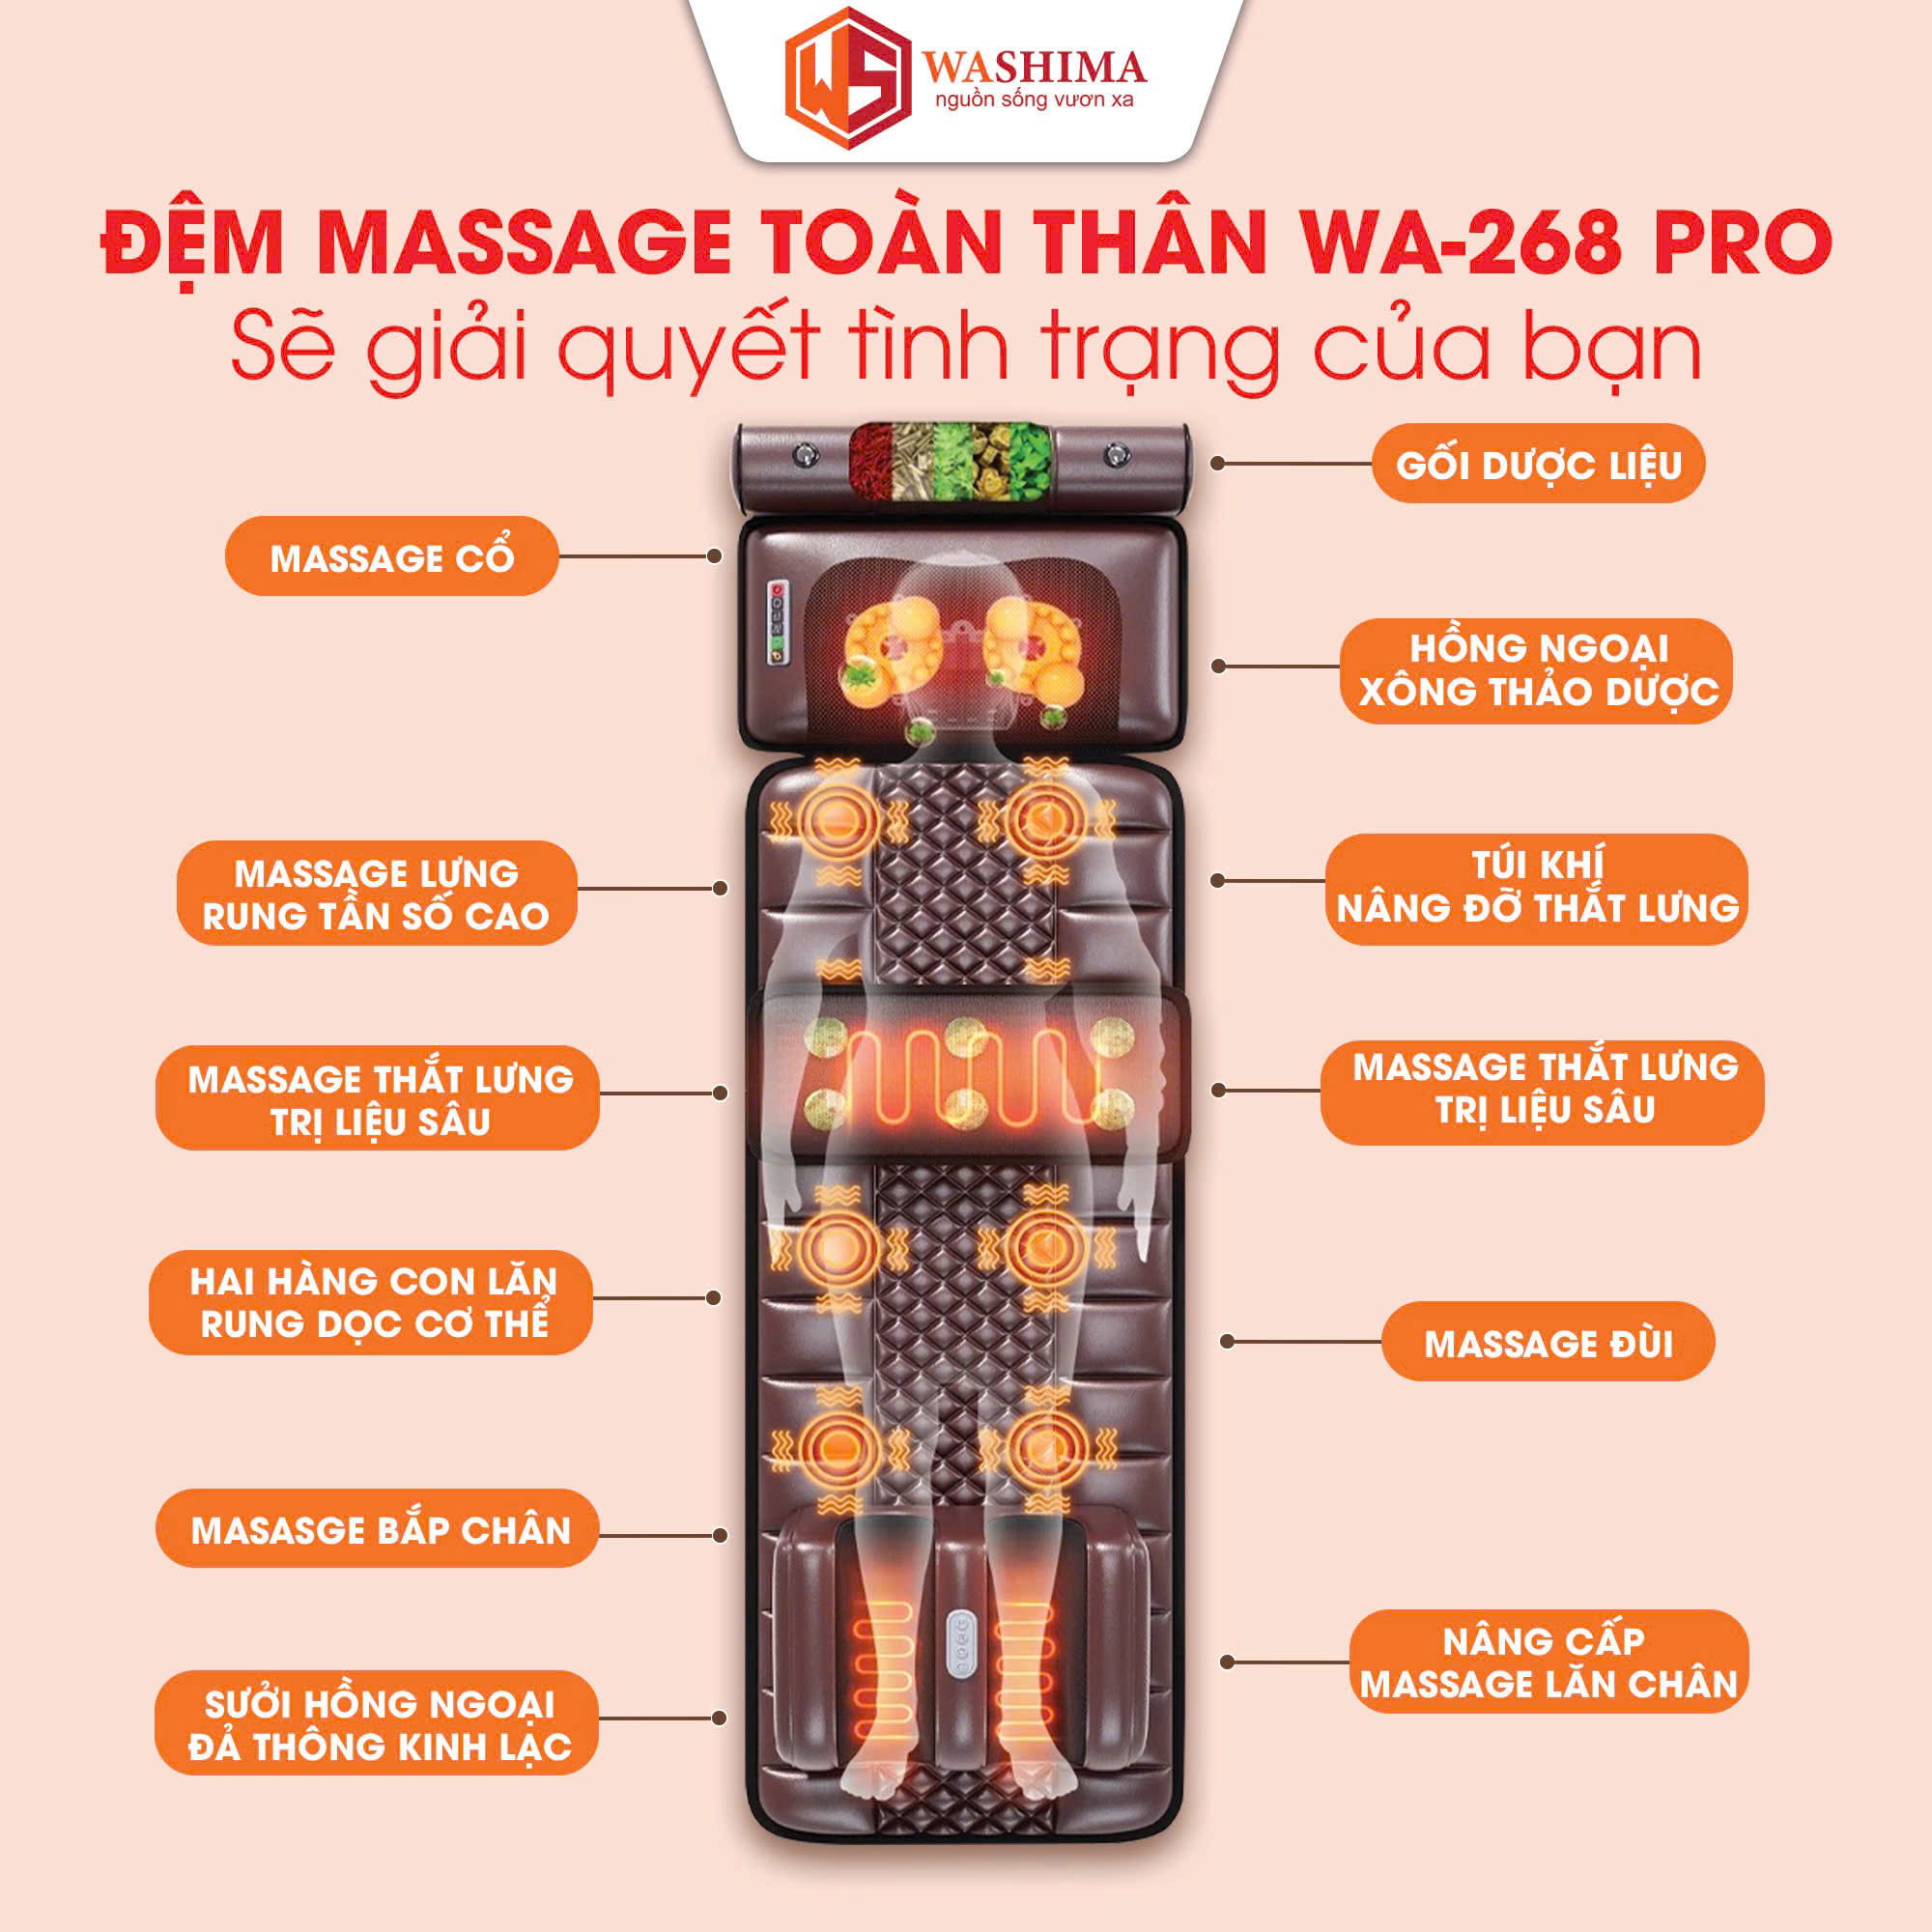 WASHIMA
nguồn sống vươn xa
ĐỆM MASSAGE TOÀN THÂN WA-268 PRO
Sẽ giải quyết tình trạng của bạn
GỐI DƯỢC LIỆU
MASSAGE CỔ
HỒNG NGOẠI
XÔNG THẢO DƯỢC
MASSAGE LƯNG
RUNG TẦN SỐ CAO
TÚI KHÍ
NÂNG ĐỠ THẮT LƯNG
MASSAGE THẮT LƯNG
TRỊ LIỆU SÂU
MASSAGE THẮT LƯNG
TRỊ LIỆU SÂU
HAI HÀNG CON LĂN
RUNG DỌC CƠ THỂ
MASSAGE ĐÙI
MASASGE BẮP CHÂN
NÂNG CẤP
MASSAGE LĂN CHÂN
SƯỞI HỒNG NGOẠI
ĐẢ THÔNG KINH LẠC